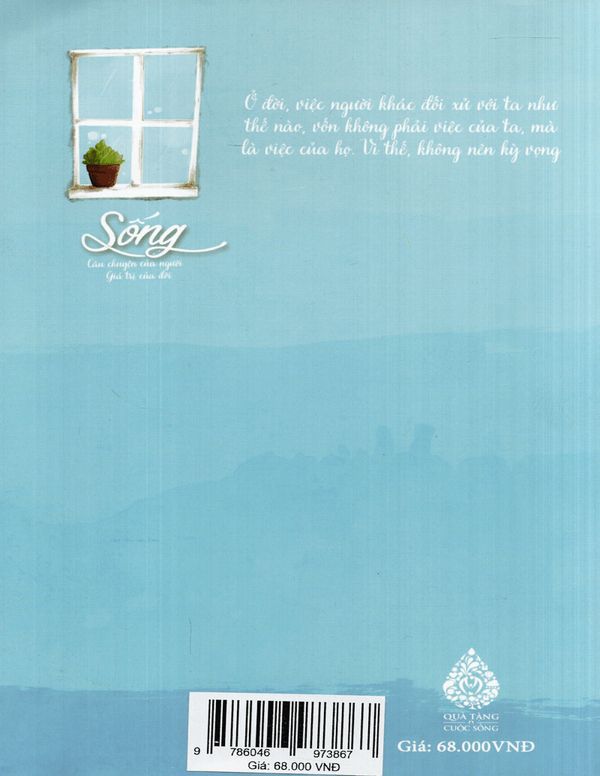 Ở đời, việc người khác đối xử với ta như
thế nào, vốn không phải việc của ta, mà
là việc của họ. Vì thế, không nên kỳ vọng
Sống
Câu chuyện của người
Giá trị của đời
QUÀ TẶNG
CUỘC SỐNG
9 786046 973867
Giá: 68.000 VNĐ
Giá: 68.000VNĐ